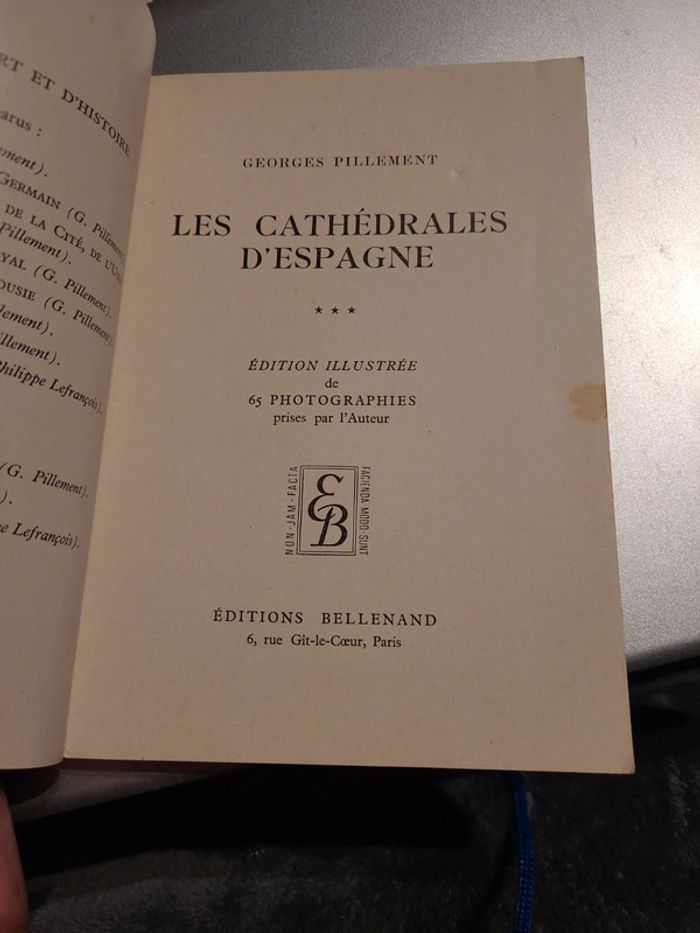 RT ET D'HISTOIRE
arus :
ment).
GERMAIN (G. Pillement
DE LA CITÉ, DE L'U
Pillement).
YAL (G. Pillement).
OUSIE (G. Pillement).
lement).
illement).
Philippe Lefrançois).
(G. Pillement).
).
e Lefrançois).
GEORGES PILLEMENT
LES CATHÉDRALES
D'ESPAGNE
★ ★ ★
ÉDITION ILLUSTRÉE
de
65 PHOTOGRAPHIES
prises par l'Auteur
NON · JAM · FACTA
EB
FACIENDA MODO · SUNT
ÉDITIONS BELLENAND
6, rue Gît-le-Cœur, Paris